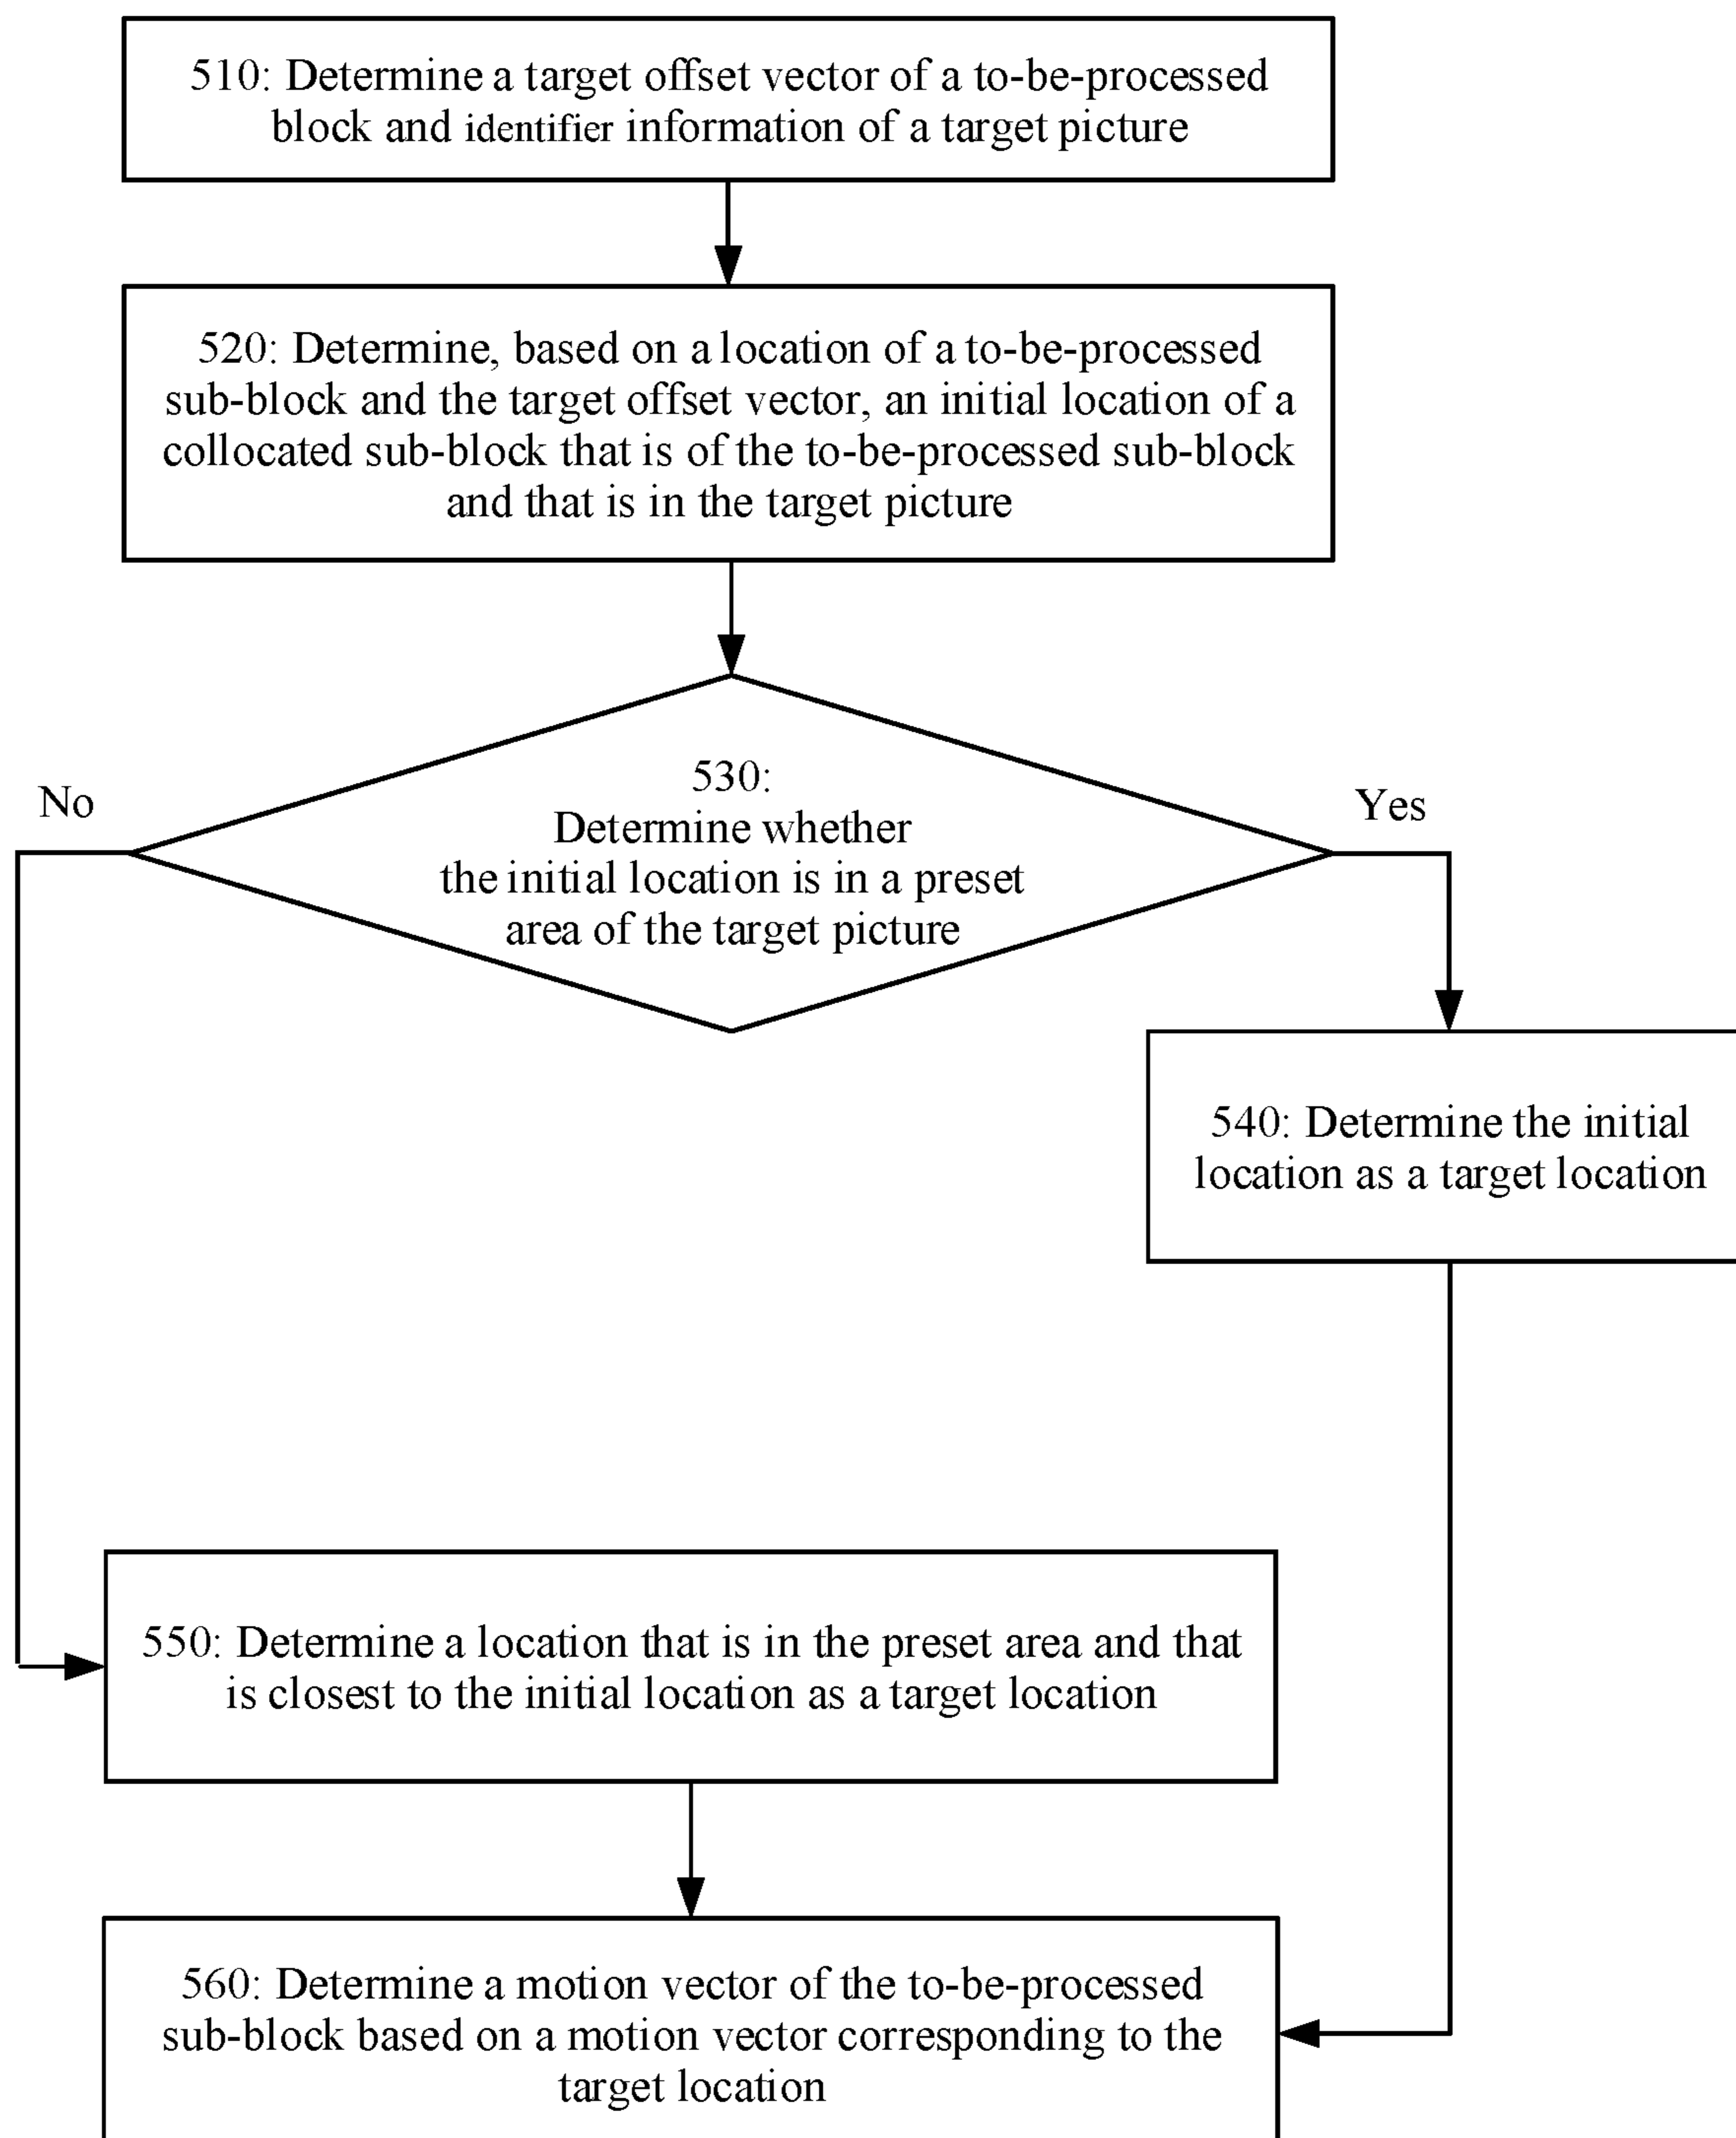 510: Determine a target offset vector of a to-be-processed
block and identifier information of a target picture
520: Determine, based on a location of a to-be-processed
sub-block and the target offset vector, an initial location of a
collocated sub-block that is of the to-be-processed sub-block
and that is in the target picture
530:
Determine whether
the initial location is in a preset
area of the target picture
No
Yes
540: Determine the initial
location as a target location
550: Determine a location that is in the preset area and that
is closest to the initial location as a target location
560: Determine a motion vector of the to-be-processed
sub-block based on a motion vector corresponding to the
target location